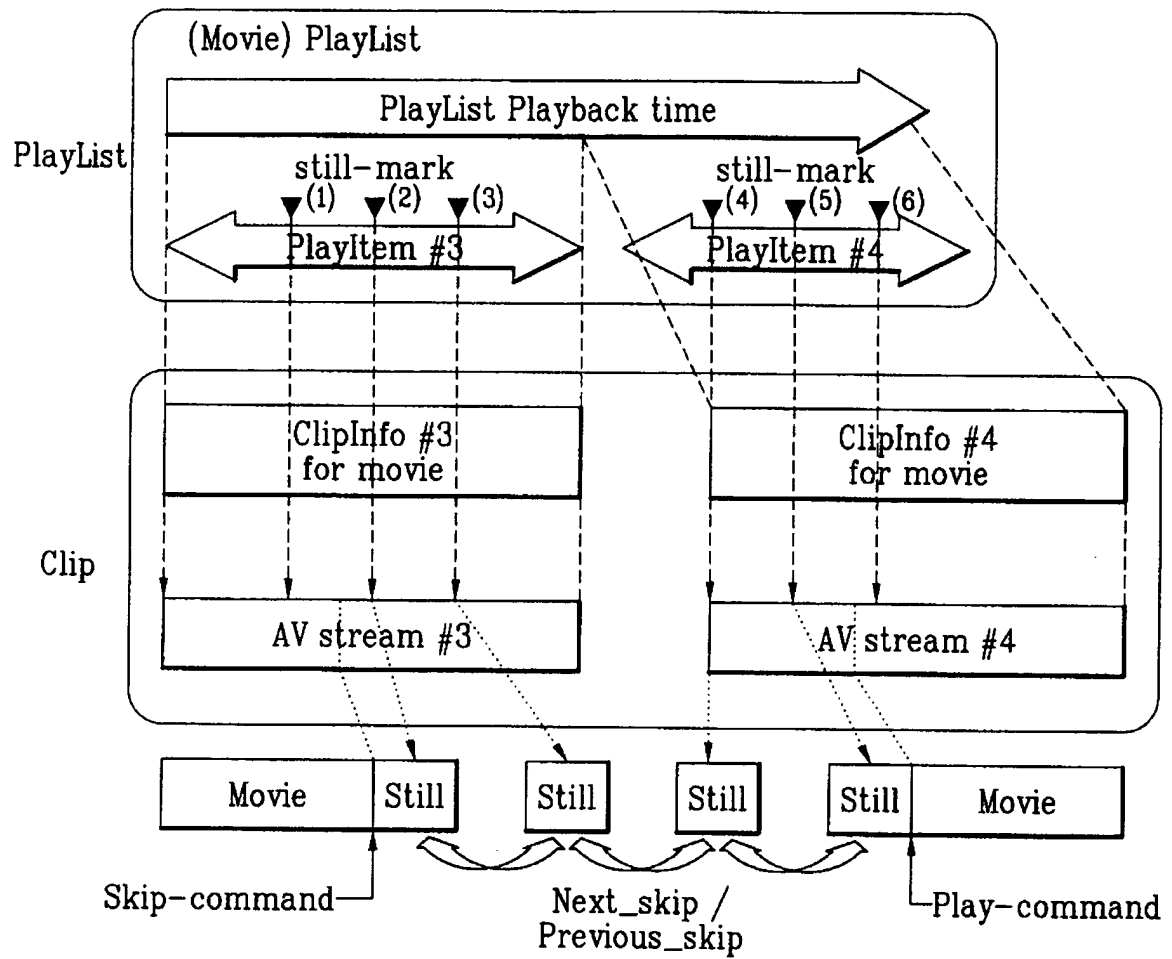 (Movie) PlayList
PlayList Playback time
PlayList
still-mark
still-mark
(1)
(2)
(3)
(4)
(5)
(6)
PlayItem #3
PlayItem #4
ClipInfo #3
for movie
ClipInfo #4
for movie
Clip
AV stream #3
AV stream #4
Movie
Still
Still
Still
Still
Movie
Skip-command
Next_skip /
Previous_skip
Play-command